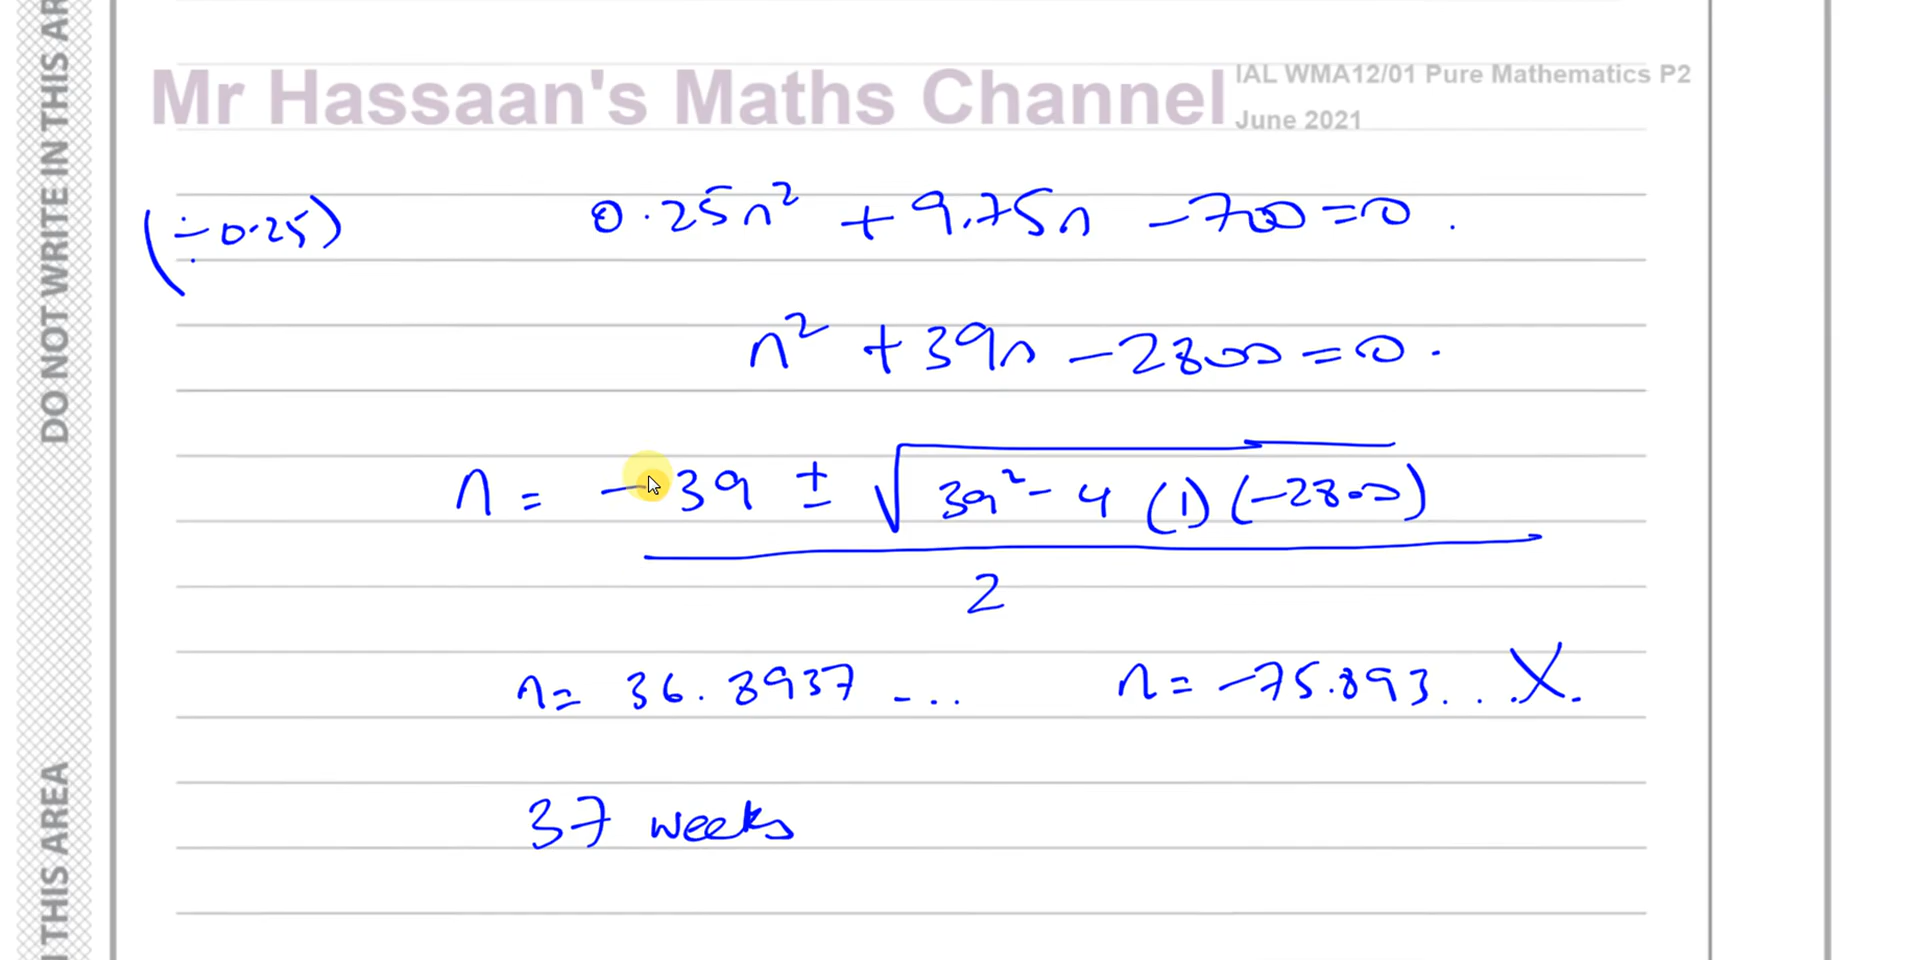 DO NOT WRITE IN THIS AR
THIS AREA
Mr Hassaan's Maths Channel
IAL WMA12/01 Pure Mathematics P2
June 2021
(÷0.25) 0.25n² + 9.75n - 700 = 0.
n² + 39n - 2800 = 0.
n = -39 ± √(39² - 4 (1) (-2800)
2
n = 36.8937 ... n = -75.893... X.
37 weeks